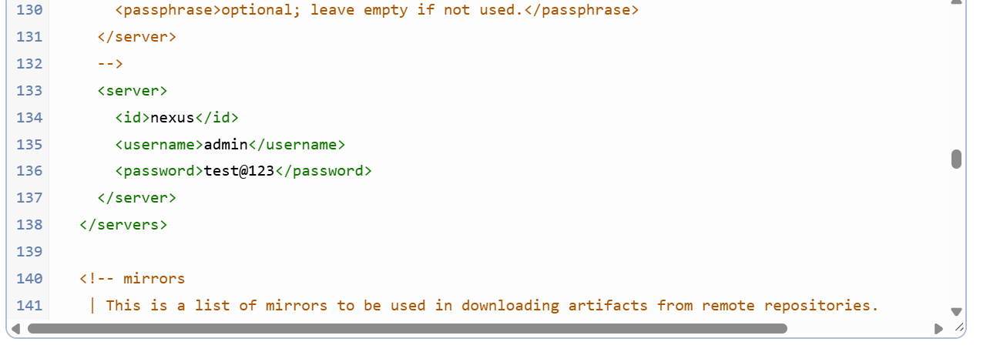 130 <passphrase>optional; leave empty if not used.</passphrase>
131 </server>
132 -->
133 <server>
134 <id>nexus</id>
135 <username>admin</username>
136 <password>test@123</password>
137 </server>
138 </servers>
139
140 <!-- mirrors
141 | This is a list of mirrors to be used in downloading artifacts from remote repositories.